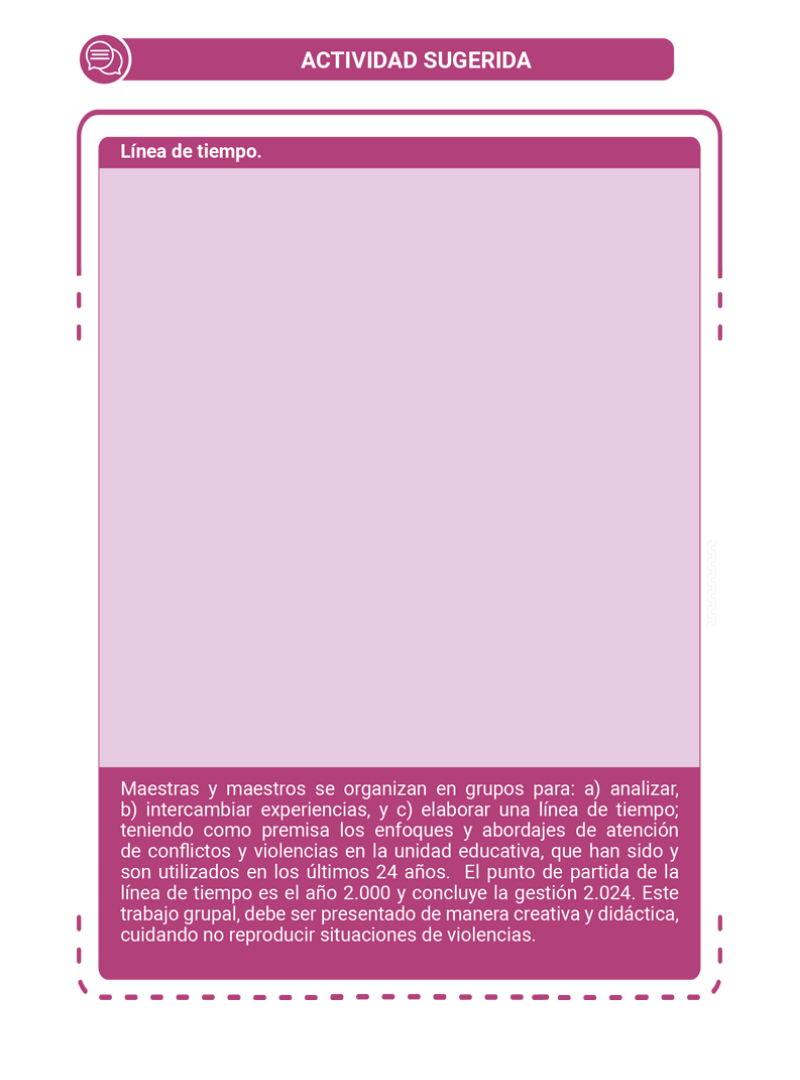 ACTIVIDAD SUGERIDA
Línea de tiempo.
Maestras y maestros se organizan en grupos para: a) analizar,
b) intercambiar experiencias, y c) elaborar una línea de tiempo;
teniendo como premisa los enfoques y abordajes de atención
de conflictos y violencias en la unidad educativa, que han sido y
son utilizados en los últimos 24 años.  El punto de partida de la
línea de tiempo es el año 2.000 y concluye la gestión 2.024. Este
trabajo grupal, debe ser presentado de manera creativa y didáctica,
cuidando no reproducir situaciones de violencias.